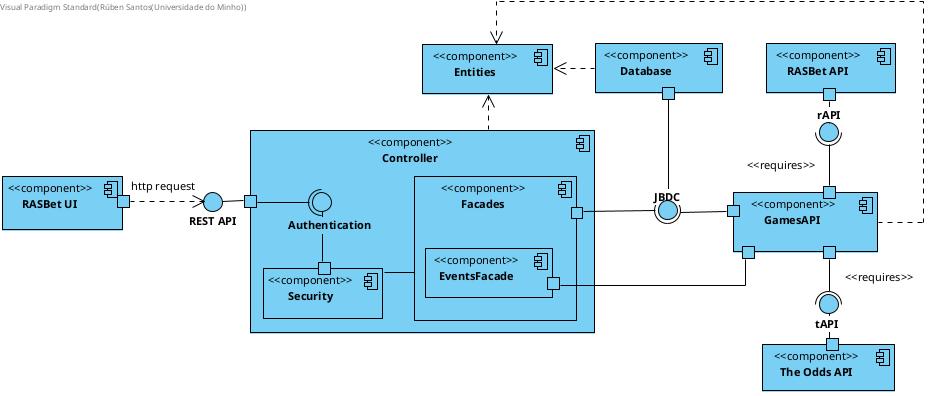 Visual Paradigm Standard(Rúben Santos(Universidade do Minho))
<<component>>
Entities
<<component>>
Database
<<component>>
RASBet API
rAPI
<<requires>>
<<component>>
Controller
<<component>>
RASBet UI
http request
REST API
Authentication
<<component>>
Security
<<component>>
Facades
<<component>>
EventsFacade
JBDC
<<component>>
GamesAPI
<<requires>>
tAPI
<<component>>
The Odds API